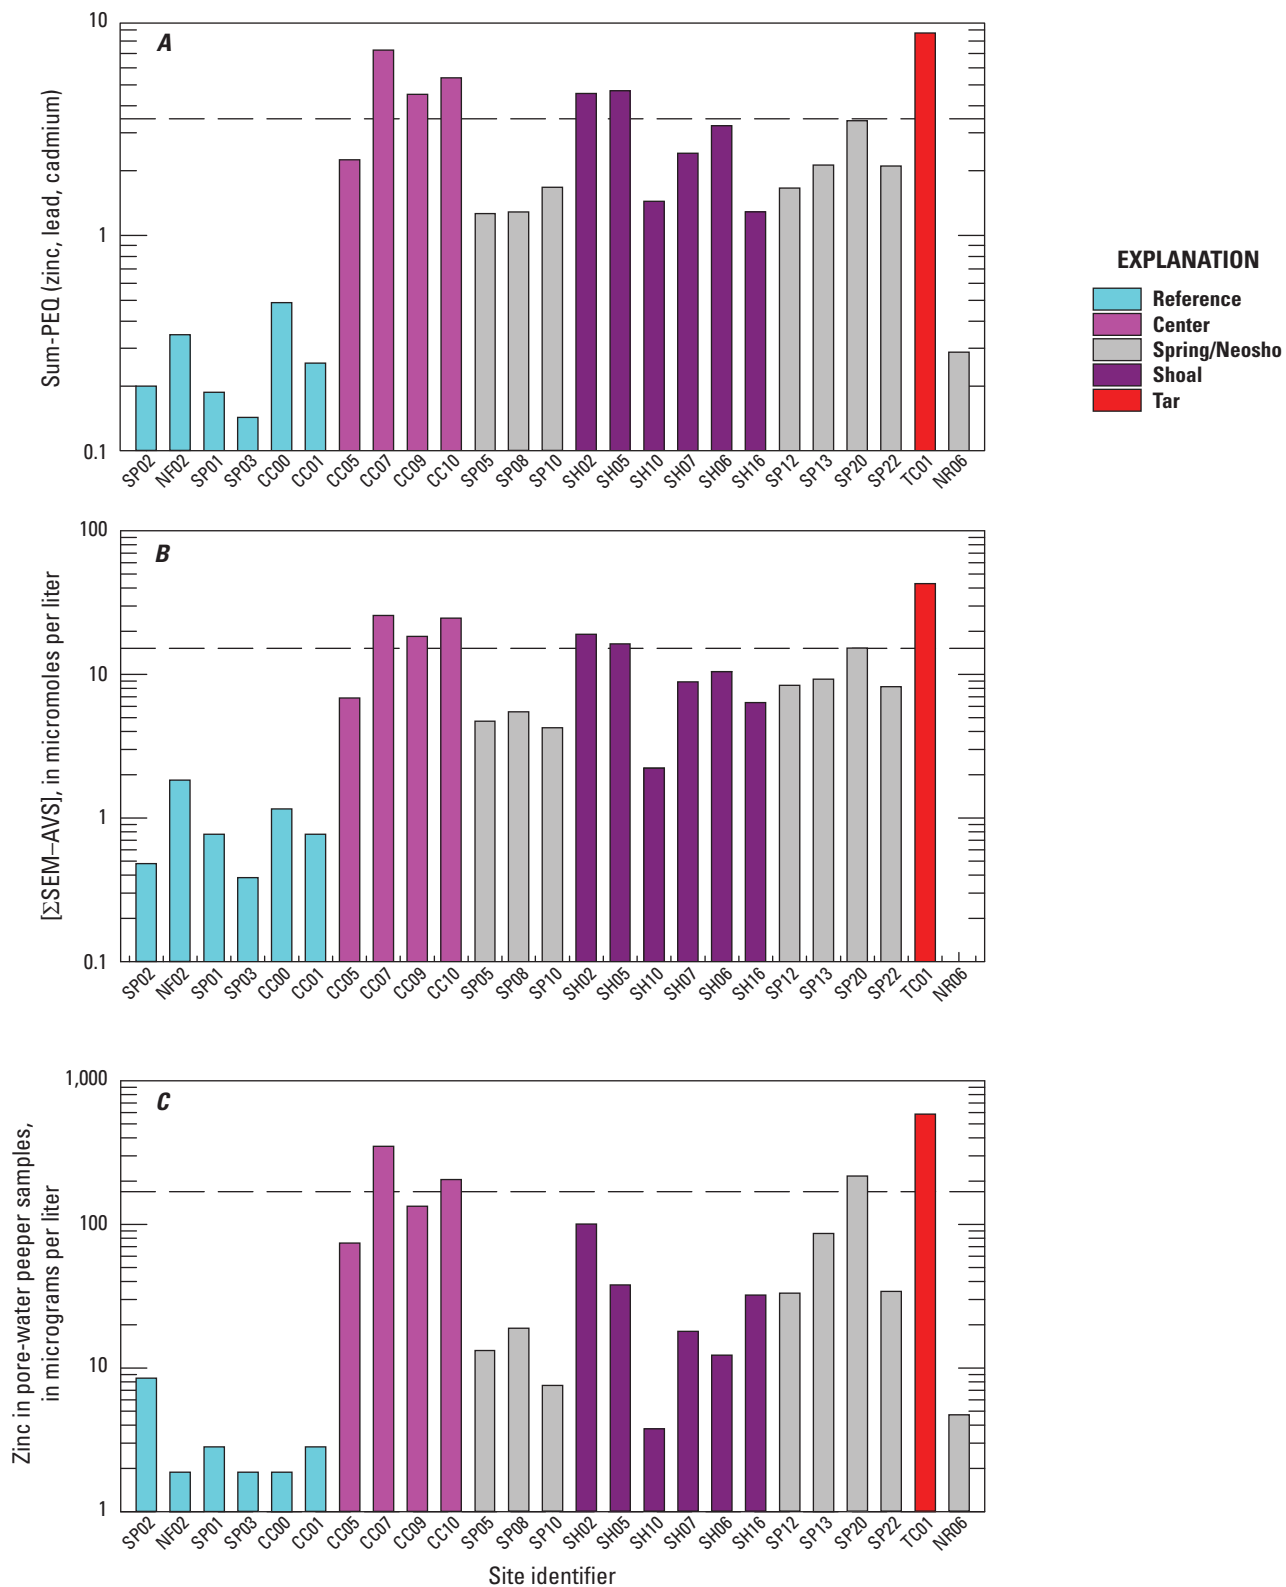 A
10
1
0.1
Sum-PEQ (zinc, lead, cadmium)
SP02 NF02 SP01 SP03 CC00 CC01 CC05 CC07 CC09 CC10 SP05 SP08 SP10 SH02 SH05 SH10 SH07 SH06 SH16 SP12 SP13 SP20 SP22 TC01 NR06
EXPLANATION
Reference
Center
Spring/Neosho
Shoal
Tar
B
100
10
1
0.1
[ΣSEM–AVS], in micromoles per liter
SP02 NF02 SP01 SP03 CC00 CC01 CC05 CC07 CC09 CC10 SP05 SP08 SP10 SH02 SH05 SH10 SH07 SH06 SH16 SP12 SP13 SP20 SP22 TC01 NR06
C
1,000
100
10
1
Zinc in pore-water peeper samples,
in micrograms per liter
SP02 NF02 SP01 SP03 CC00 CC01 CC05 CC07 CC09 CC10 SP05 SP08 SP10 SH02 SH05 SH10 SH07 SH06 SH16 SP12 SP13 SP20 SP22 TC01 NR06
Site identifier